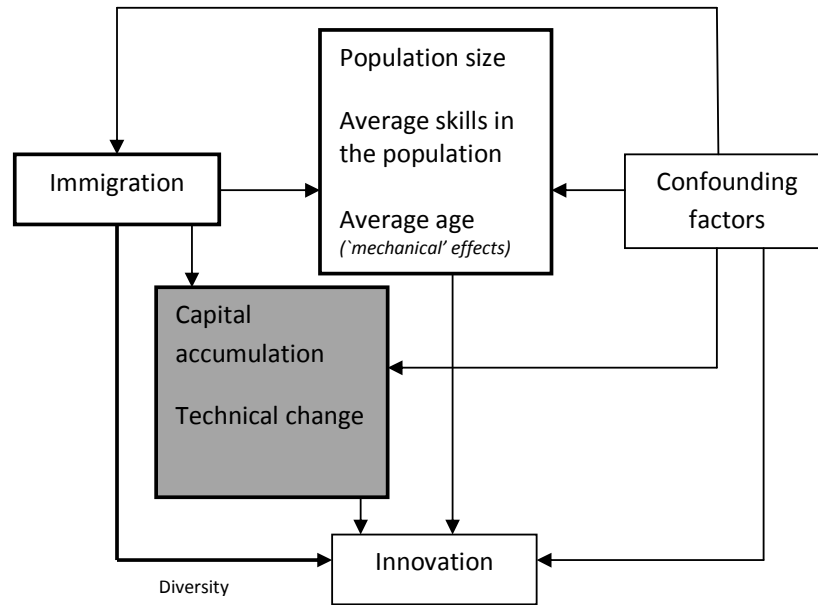 Population size
Average skills in
the population
Average age
(`mechanical' effects)
Immigration
Confounding
factors
Capital
accumulation
Technical change
Innovation
Diversity